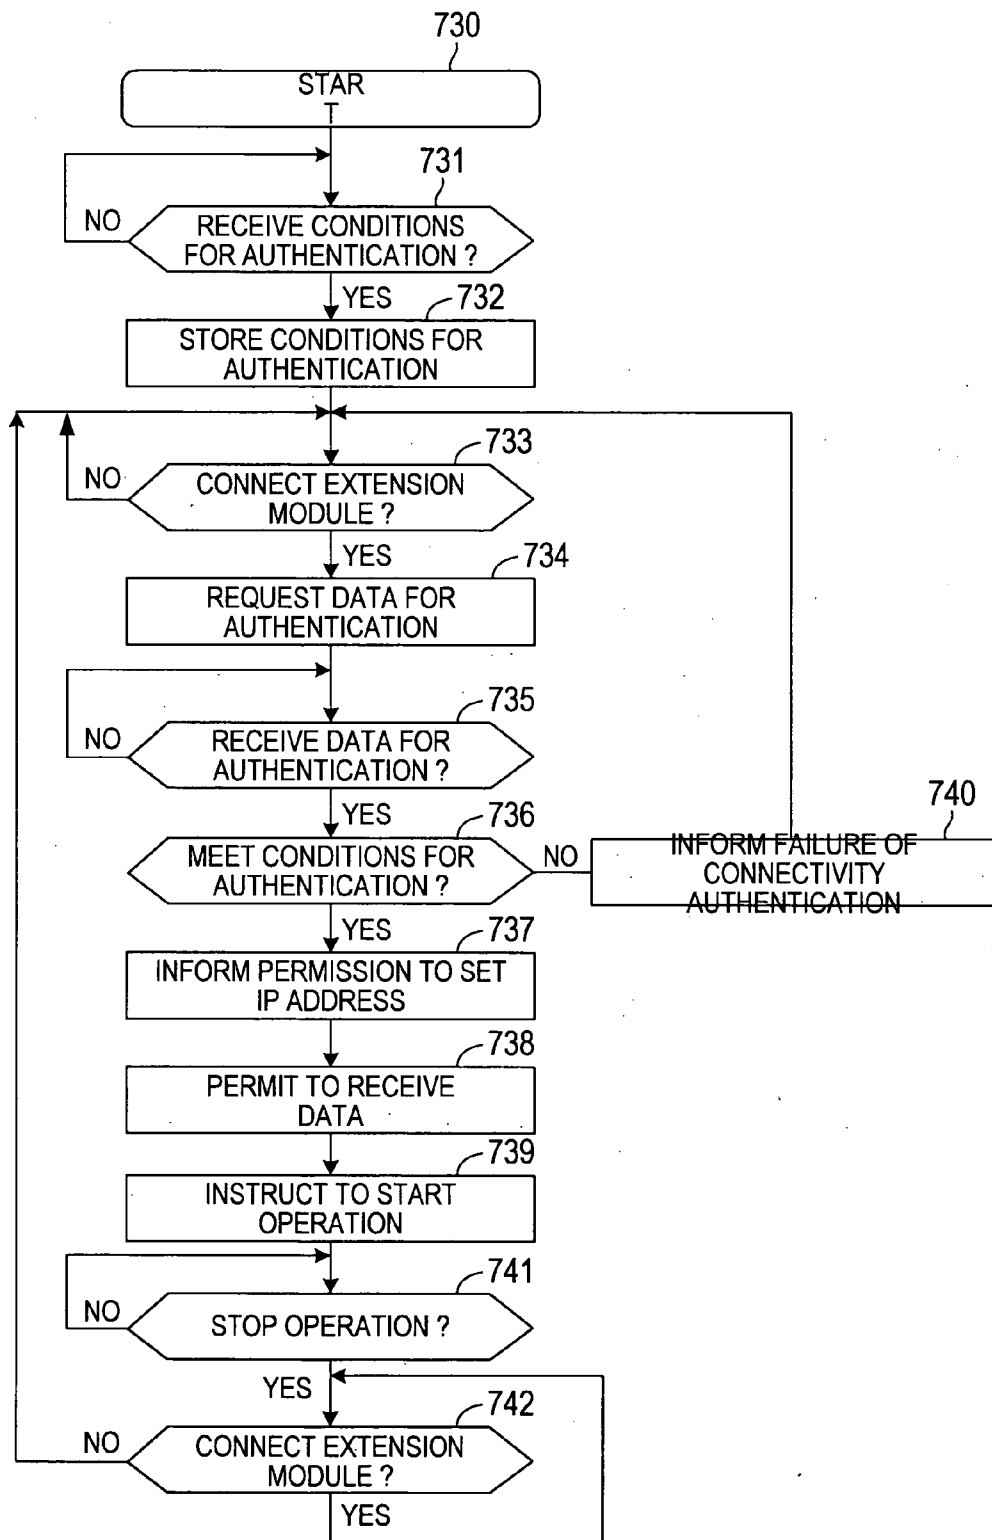 730
STAR
T
731
NO
RECEIVE CONDITIONS
FOR AUTHENTICATION ?
YES
732
STORE CONDITIONS FOR
AUTHENTICATION
733
NO
CONNECT EXTENSION
MODULE ?
YES
734
REQUEST DATA FOR
AUTHENTICATION
735
NO
RECEIVE DATA FOR
AUTHENTICATION ?
YES
736
740
MEET CONDITIONS FOR
AUTHENTICATION ?
NO
INFORM FAILURE OF
CONNECTIVITY
AUTHENTICATION
YES
737
INFORM PERMISSION TO SET
IP ADDRESS
738
PERMIT TO RECEIVE
DATA
739
INSTRUCT TO START
OPERATION
741
NO
STOP OPERATION ?
YES
742
NO
CONNECT EXTENSION
MODULE ?
YES